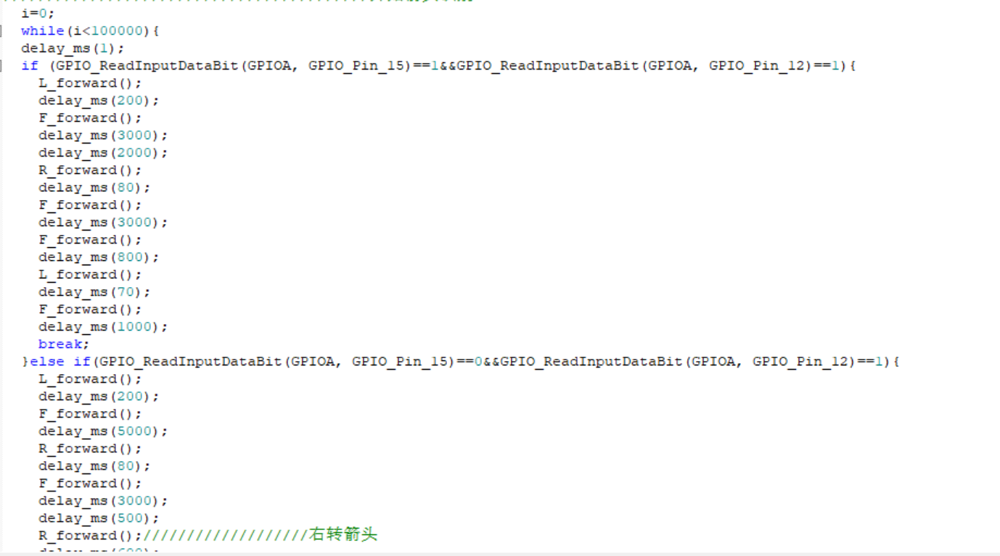 i=0;
while(i<100000){
delay_ms(1);
if (GPIO_ReadInputDataBit(GPIOA, GPIO_Pin_15)==1&&GPIO_ReadInputDataBit(GPIOA, GPIO_Pin_12)==1){
L_forward();
delay_ms(200);
F_forward();
delay_ms(3000);
delay_ms(2000);
R_forward();
delay_ms(80);
F_forward();
delay_ms(3000);
F_forward();
delay_ms(800);
L_forward();
delay_ms(70);
F_forward();
delay_ms(1000);
break;
}else if(GPIO_ReadInputDataBit(GPIOA, GPIO_Pin_15)==0&&GPIO_ReadInputDataBit(GPIOA, GPIO_Pin_12)==1){
L_forward();
delay_ms(200);
F_forward();
delay_ms(5000);
R_forward();
delay_ms(80);
F_forward();
delay_ms(3000);
delay_ms(500);
R_forward();///////////////////右转箭头